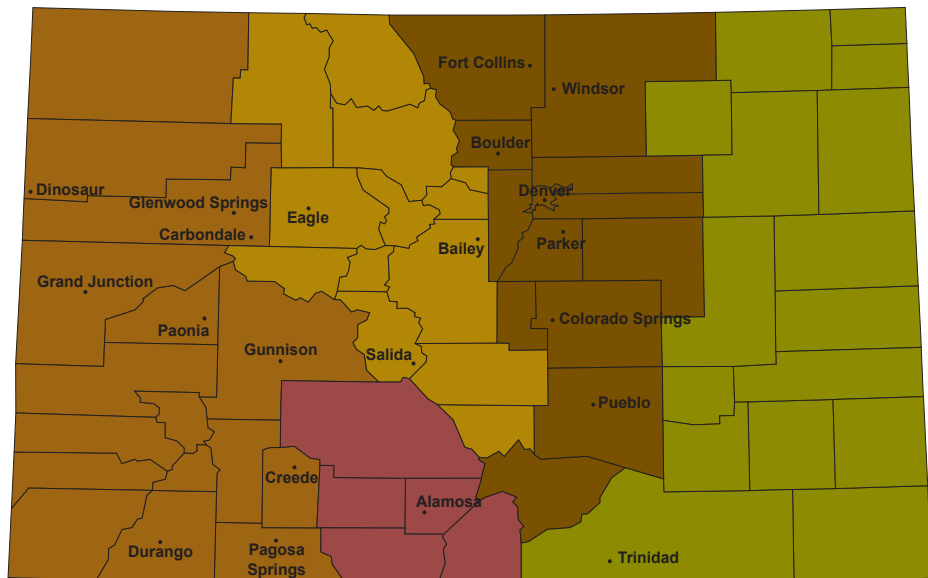 Fort Collins
Windsor
Boulder
Dinosaur
Denver
Glenwood Springs
Eagle
Carbondale
Bailey
Parker
Grand Junction
Paonia
Colorado Springs
Gunnison
Salida
Pueblo
Creede
Alamosa
Durango
Pagosa
Springs
Trinidad